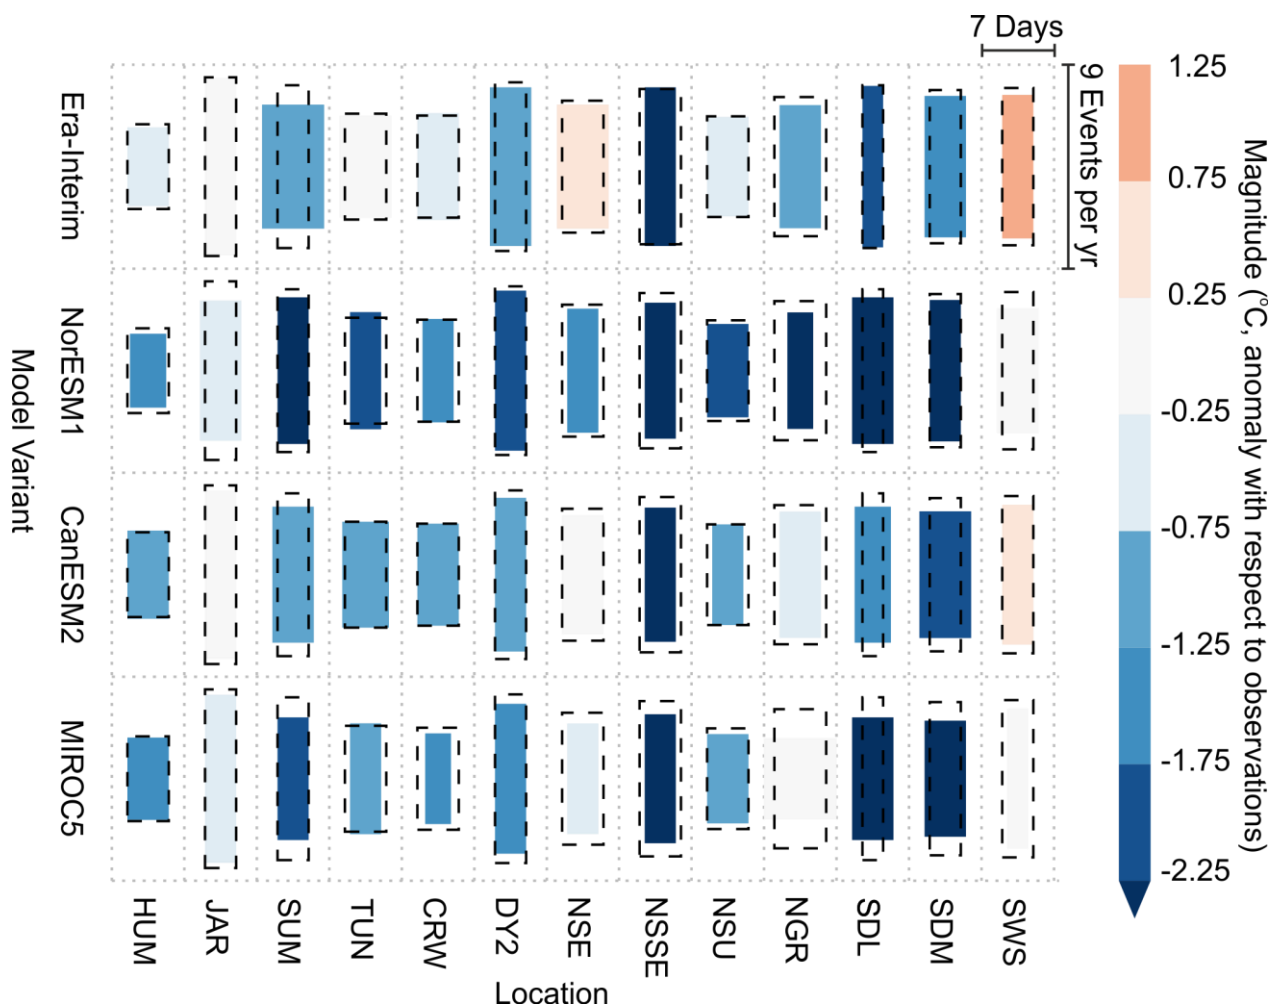 7 Days
9 Events per yr
1.25
0.75
0.25
-0.25
-0.75
-1.25
-1.75
-2.25
Magnitude (°C, anomaly with respect to observations)
Model Variant
Era-Interim
NorESM1
CanESM2
MIROC5
HUM
JAR
SUM
TUN
CRW
DY2
NSE
NSSE
NSU
NGR
SDL
SDM
SWS
Location